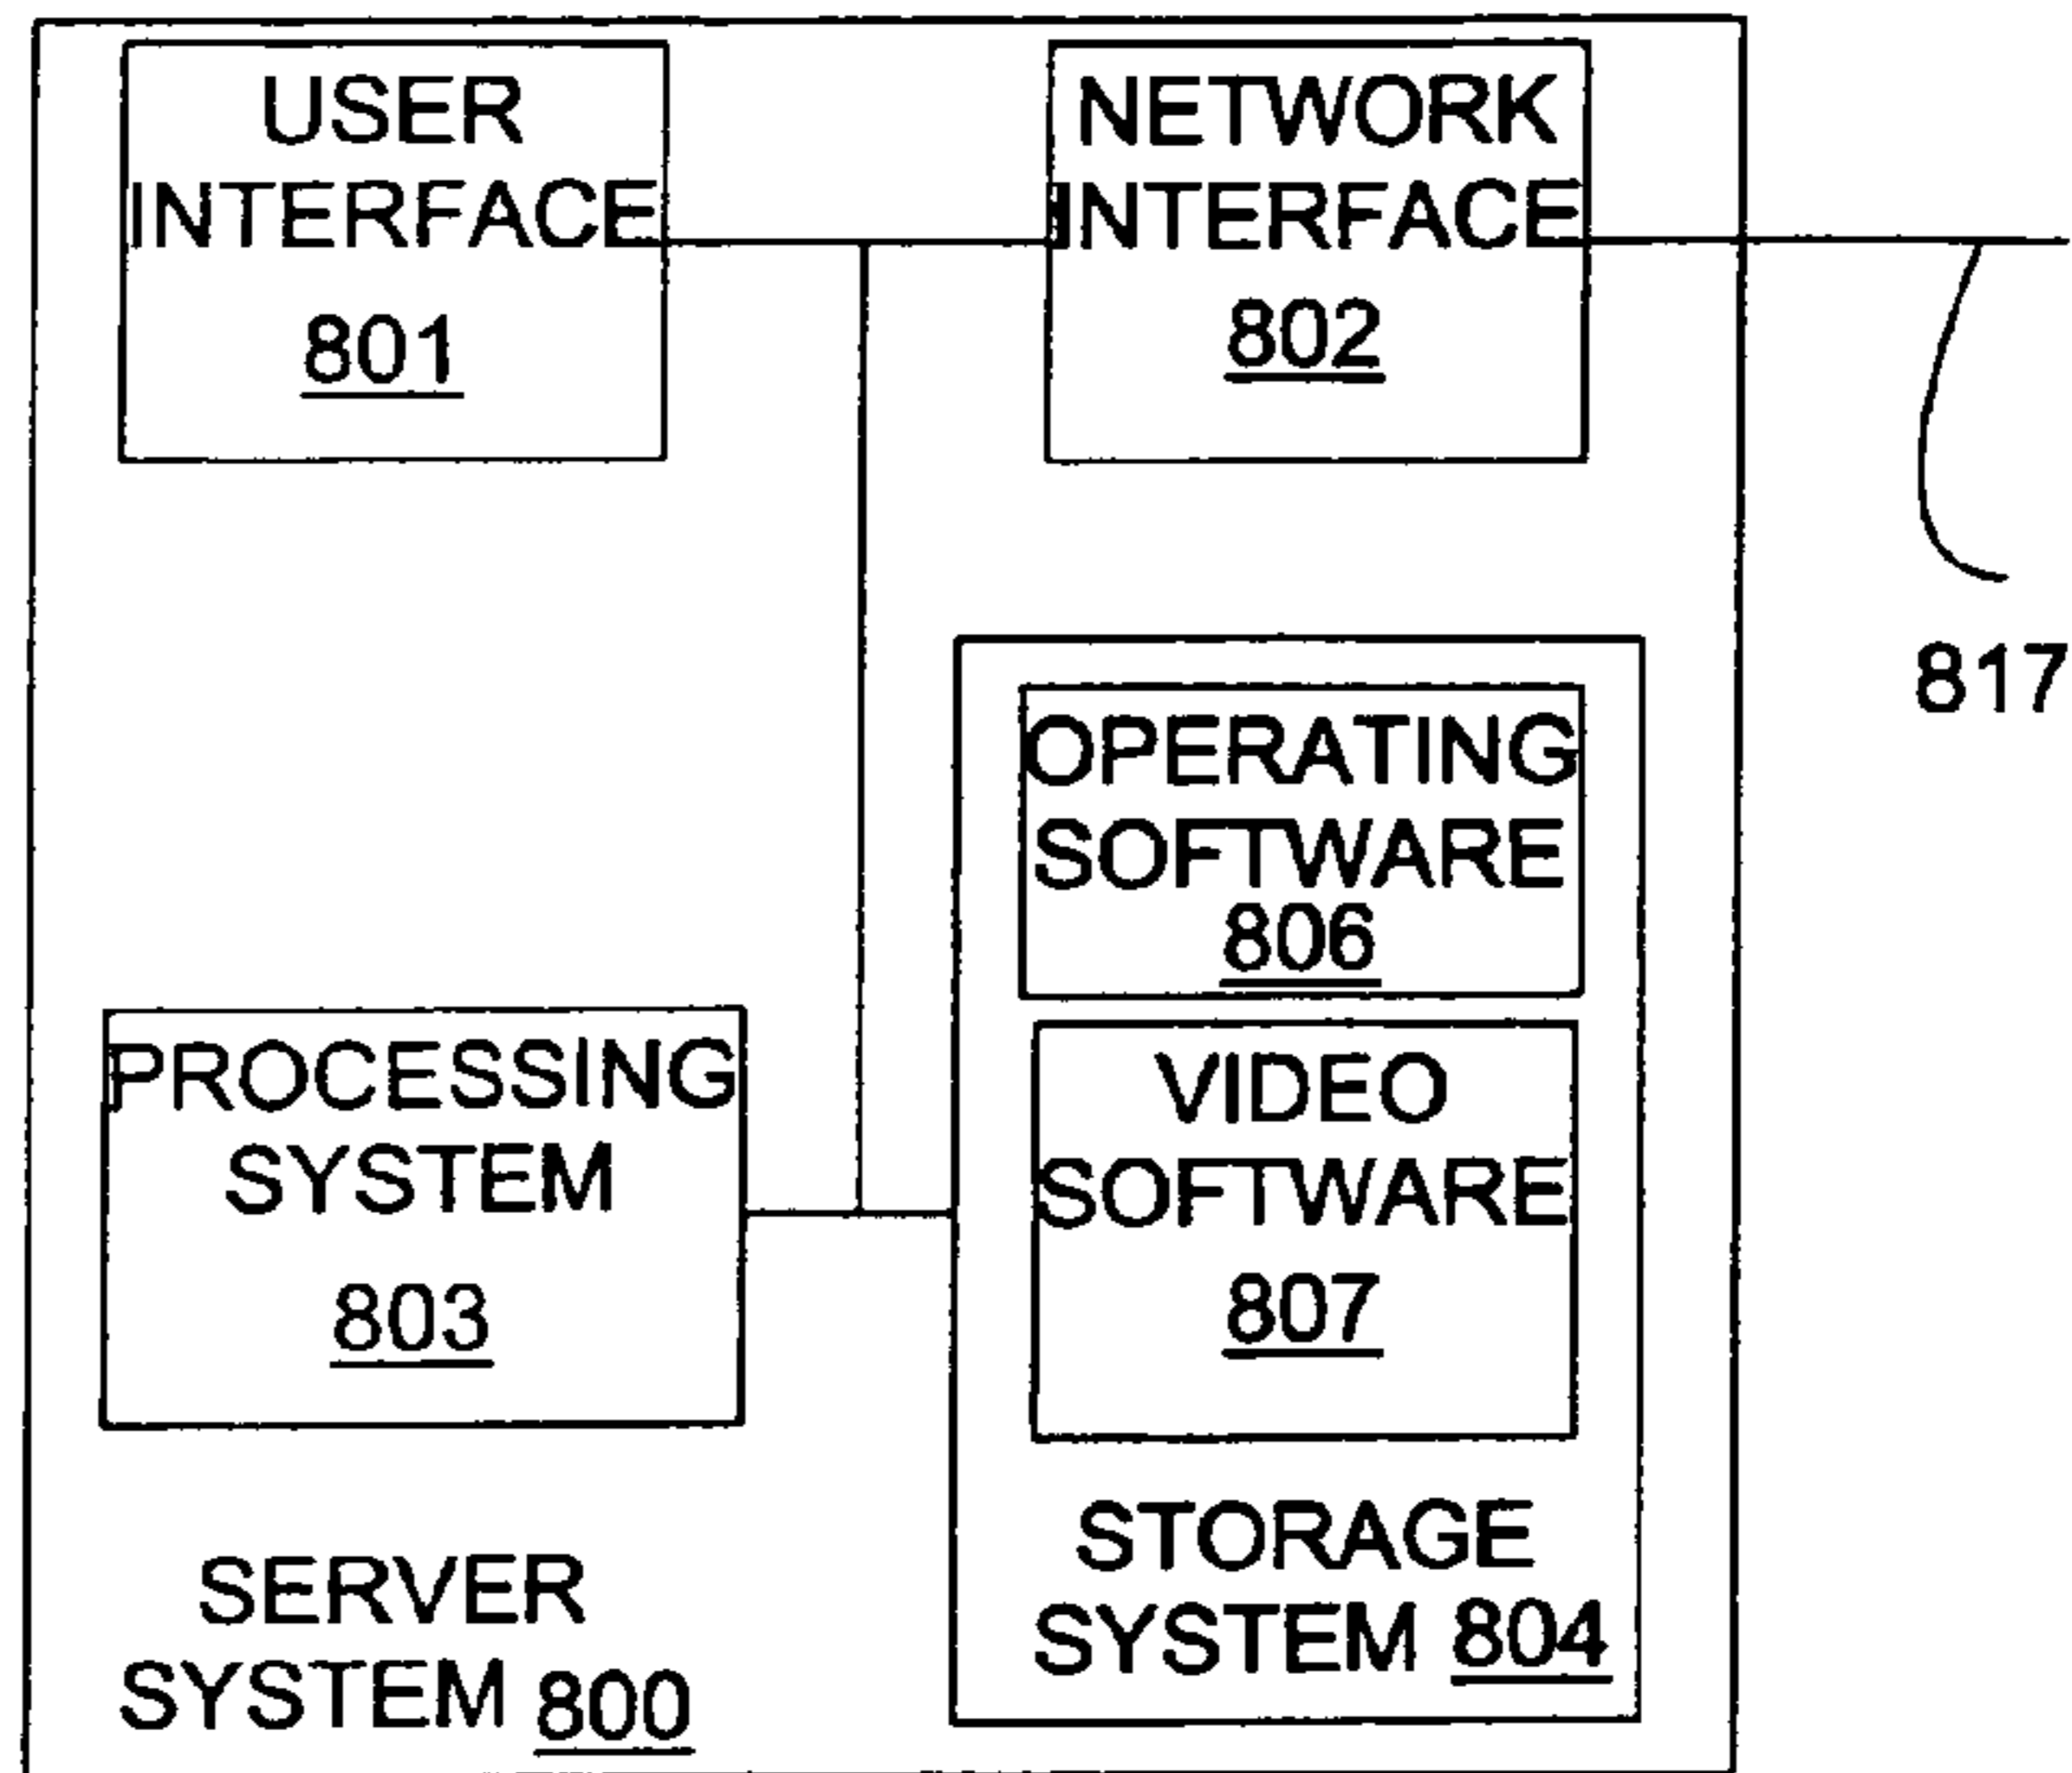 USER
INTERFACE
801
NETWORK
INTERFACE
802
817
OPERATING
SOFTWARE
806
VIDEO
SOFTWARE
807
STORAGE
SYSTEM 804
PROCESSING
SYSTEM
803
SERVER
SYSTEM 800